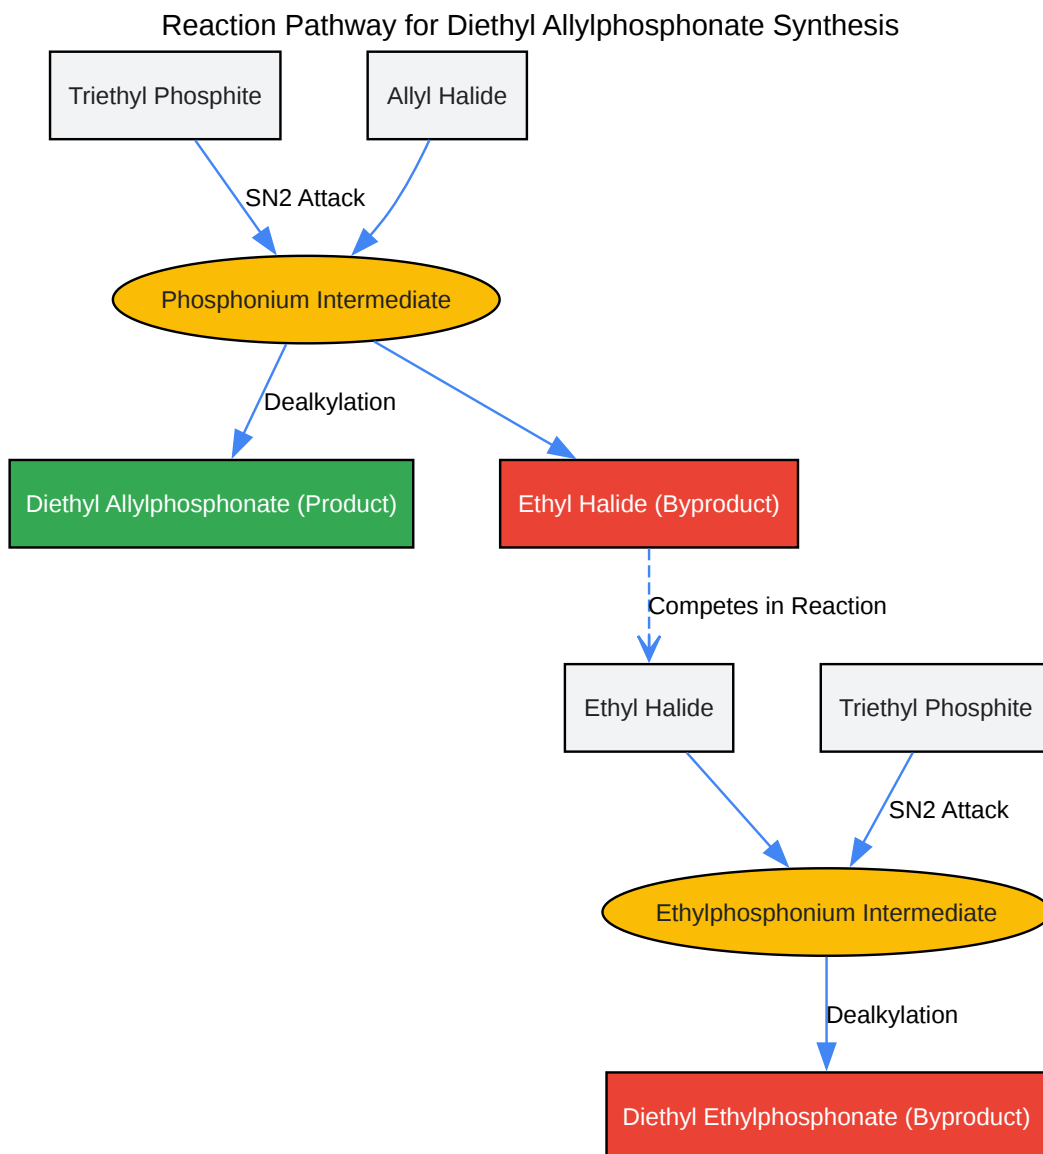 Reaction Pathway for Diethyl Allylphosphonate Synthesis
Triethyl Phosphite
Allyl Halide
SN2 Attack
Phosphonium Intermediate
Dealkylation
Diethyl Allylphosphonate (Product)
Ethyl Halide (Byproduct)
Competes in Reaction
Ethyl Halide
Triethyl Phosphite
SN2 Attack
Ethylphosphonium Intermediate
Dealkylation
Diethyl Ethylphosphonate (Byproduct)